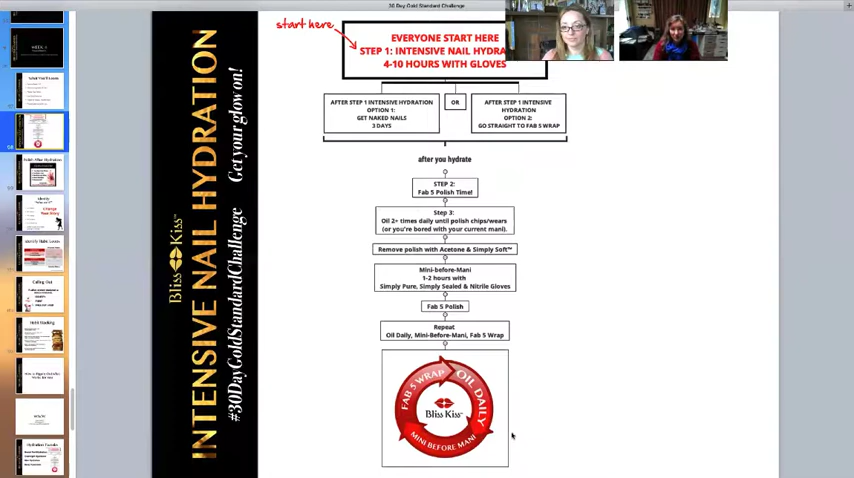 30 Day Gold Standard Challenge
start here
EVERYONE START HERE
STEP 1: INTENSIVE NAIL HYDRA
4-10 HOURS WITH GLOVES
AFTER STEP 1 INTENSIVE HYDRATION
OPTION 1:
GET NAKED NAILS
3 DAYS
OR
AFTER STEP 1 INTENSIVE
HYDRATION
OPTION 2:
GO STRAIGHT TO FAB 5 WRAP
after you hydrate
STEP 2:
Fab 5 Polish Time!
Step 3:
Oil 2+ times daily until polish chips/wears
(or you're bored with your current mani).
Remove polish with Acetone & Simply Soft™
Mini-before-Mani
1-2 hours with
Simply Pure, Simply Sealed & Nitrile Gloves
Fab 5 Polish
Repeat
Oil Daily, Mini-Before-Mani, Fab 5 Wrap
FAB 5 WRAP
OIL DAILY
MINI BEFORE MANI
Bliss Kiss™
Bliss Kiss™
INTENSIVE NAIL HYDRATION
#30DayGoldStandardChallenge
Get your glow on!